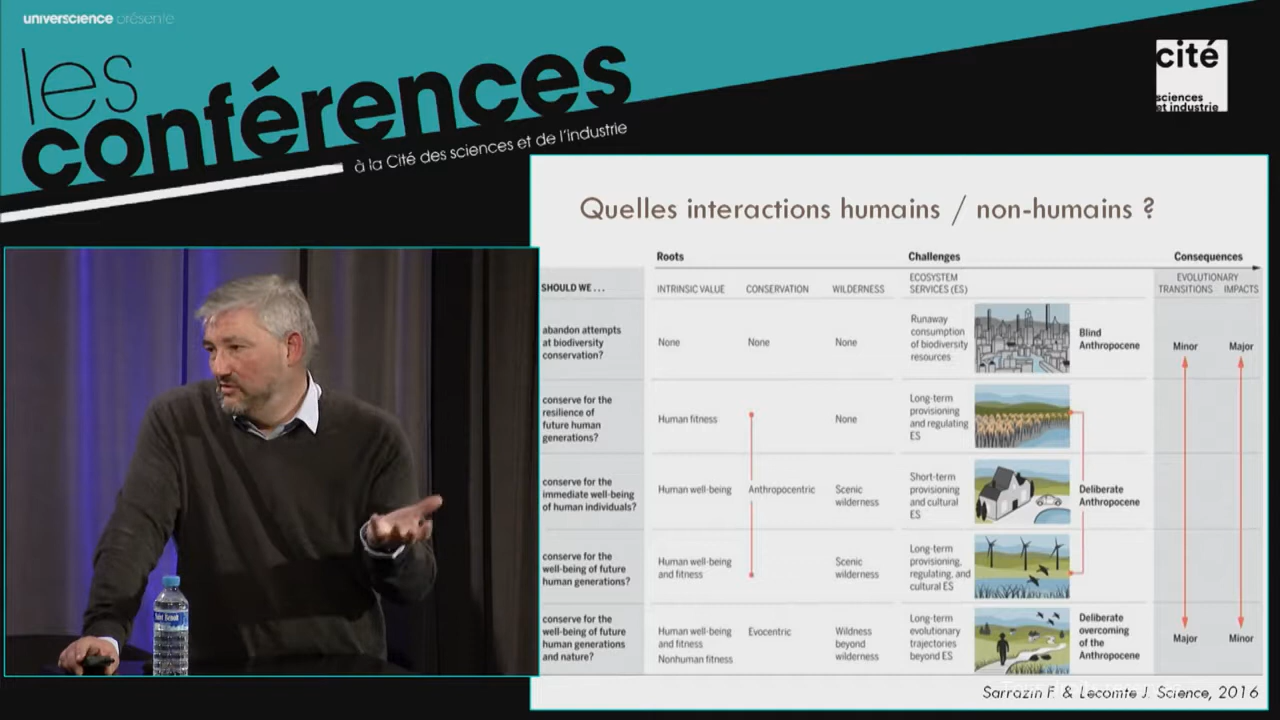 universcience présente
les
conférences
à la Cité des sciences et de l'industrie
cité
sciences
et industrie
Quelles interactions humains / non-humains ?
Roots Challenges Consequences
SHOULD WE ... INTRINSIC VALUE CONSERVATION WILDERNESS ECOSYSTEM SERVICES (ES) EVOLUTIONARY TRANSITIONS IMPACTS
abandon attempts
at biodiversity
conservation?
None None None
Runaway
consumption
of biodiversity
resources
Blind
Anthropocene
Minor Major
conserve for the
resilience of
future human
generations?
Human fitness None
Long-term
provisioning
and regulating
ES
conserve for the
immediate well-being
of human individuals?
Human well-being Anthropocentric
Scenic
wilderness
Short-term
provisioning
and cultural
ES
Deliberate
Anthropocene
conserve for the
well-being of future
human generations?
Human well-being
and fitness
Scenic
wilderness
Long-term
provisioning,
regulating, and
cultural ES
conserve for the
well-being of future
human generations
and nature?
Human well-being
and fitness
Nonhuman fitness
Evocentric
Wildness
beyond
wilderness
Long-term
evolutionary
trajectories
beyond ES
Deliberate
overcoming
of the
Anthropocene
Major Minor
Sarrazin F. & Lecomte J. Science, 2016